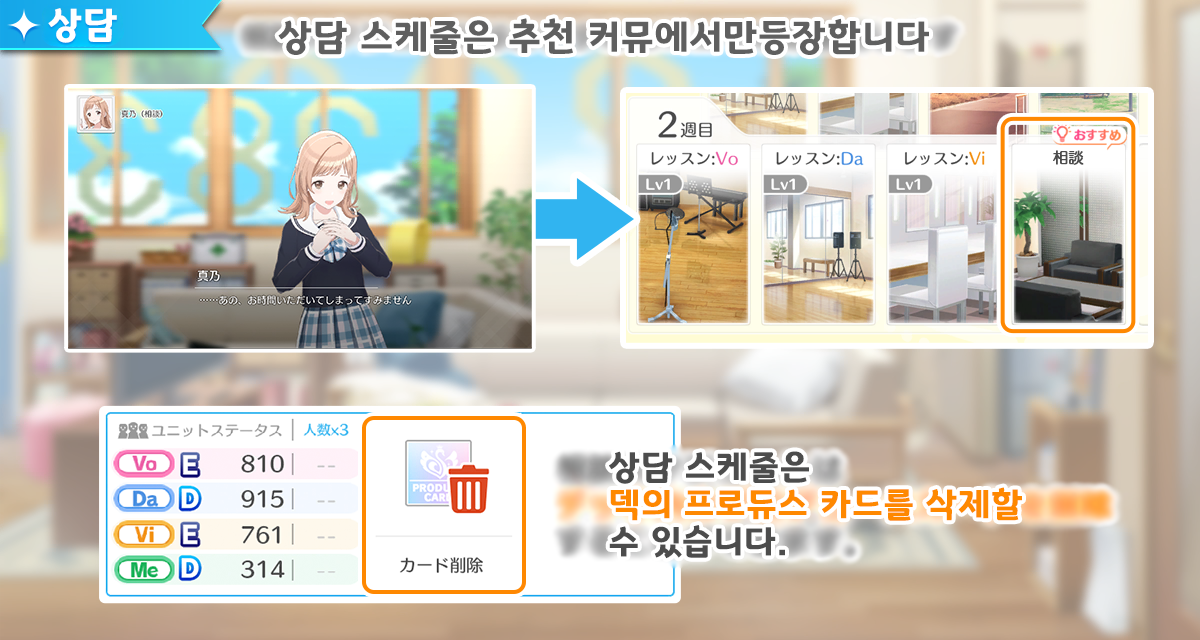 상담
상담 스케줄은 추천 커뮤에서만등장합니다
真乃（相談）
真乃
……あの、お時間いただいてしまってすみません
2週目
おすすめ
レッスン:Vo
レッスン:Da
レッスン:Vi
相談
Lv1
Lv1
Lv1
ユニットステータス
人数x3
Vo E 810 --
Da D 915 --
Vi E 761 --
Me D 314 --
PRODU
CAR
カード削除
상담 스케줄은
덱의 프로듀스 카드를 삭제할
수 있습니다.